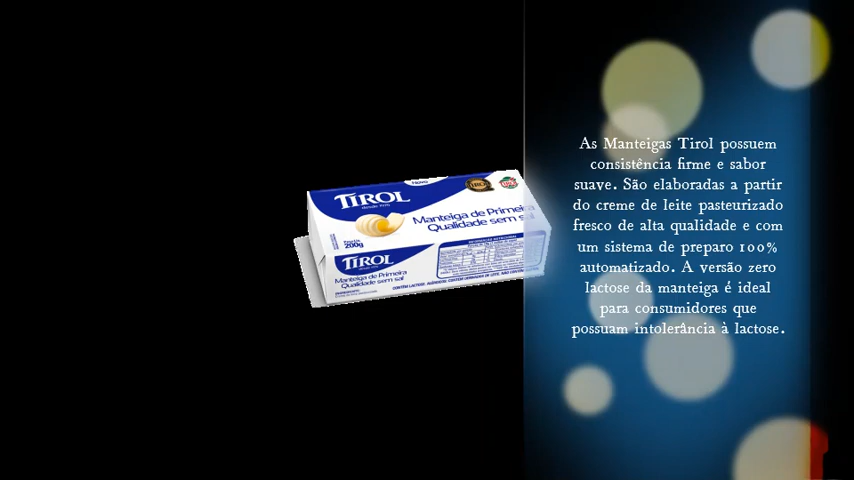 Novo
TIROL
Manteiga de Primeira
Qualidade sem
200g
TIROL
Manteiga de Primeira
Qualidade sem sal
As Manteigas Tirol possuem
consistência firme e sabor
suave. São elaboradas a partir
do creme de leite pasteurizado
fresco de alta qualidade e com
um sistema de preparo 100%
automatizado. A versão zero
lactose da manteiga é ideal
para consumidores que
possuam intolerância à lactose.